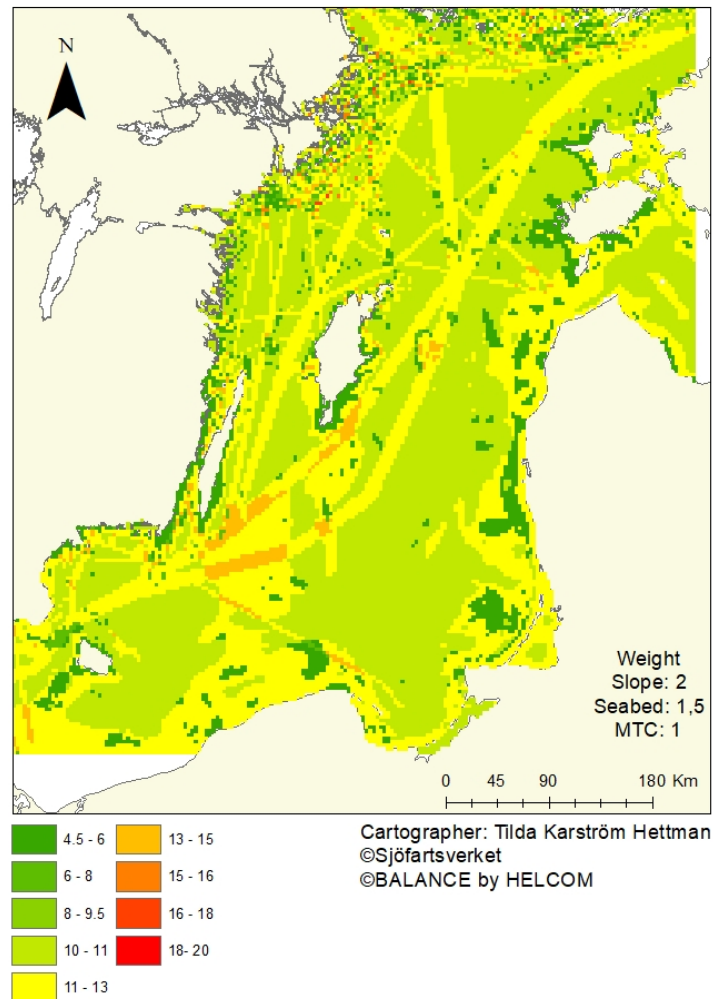 N
Weight
Slope: 2
Seabed: 1,5
MTC: 1
0 45 90 180 Km
4.5 - 6
6 - 8
8 - 9.5
10 - 11
11 - 13
13 - 15
15 - 16
16 - 18
18- 20
Cartographer: Tilda Karström Hettman
©Sjöfartsverket
©BALANCE by HELCOM